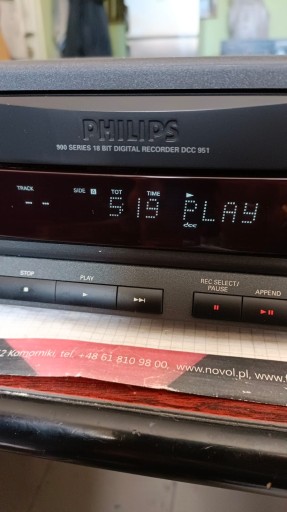 PHILIPS
900 SERIES 18 BIT DIGITAL RECORDER DCC 951
TRACK SIDE B TOT TIME
-- 519 PLAY
dcc
STOP PLAY REC SELECT/ PAUSE APPEND
Komorniki, tel. +48 61 810 98 00, www.novol.pl, www.